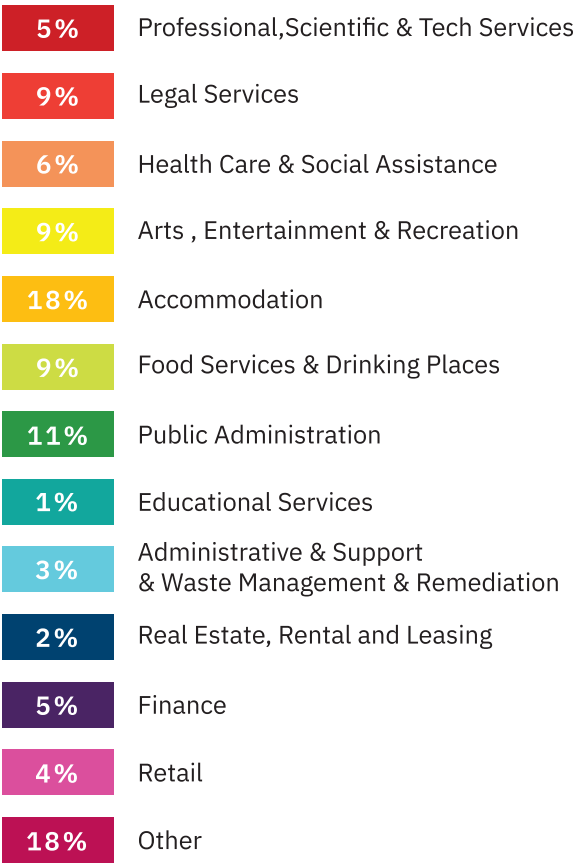 5% Professional,Scientific & Tech Services
9% Legal Services
6% Health Care & Social Assistance
9% Arts , Entertainment & Recreation
18% Accommodation
9% Food Services & Drinking Places
11% Public Administration
1% Educational Services
3% Administrative & Support
& Waste Management & Remediation
2% Real Estate, Rental and Leasing
5% Finance
4% Retail
18% Other